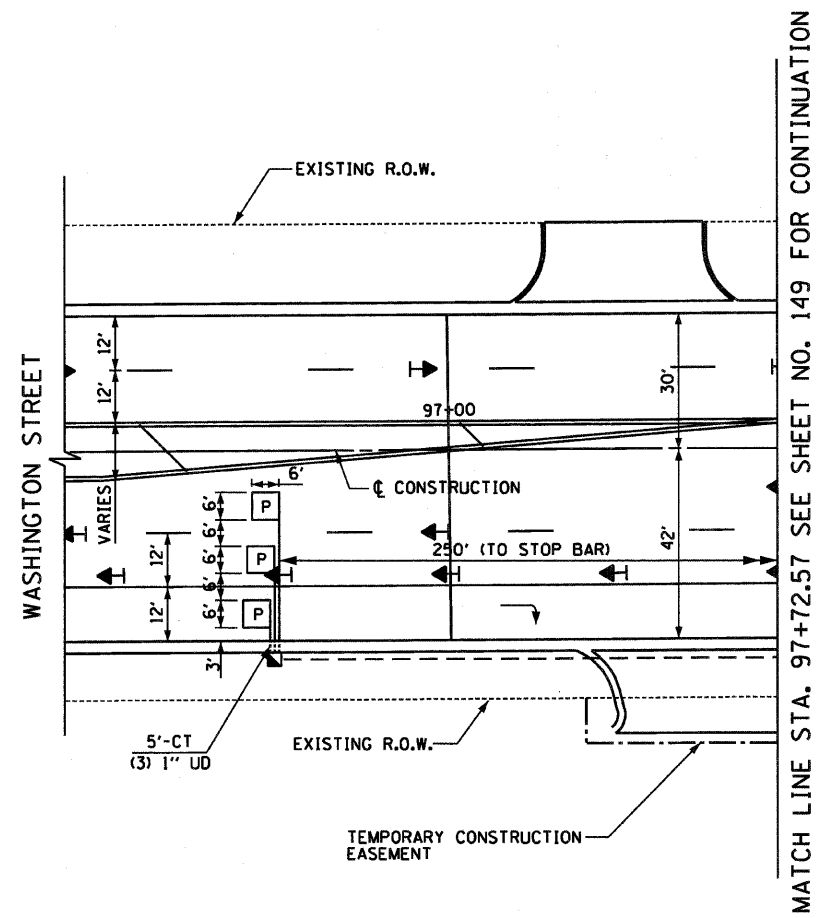 EXISTING R.O.W.
WASHINGTON STREET
12'
12'
VARIES
97+00
30'
℄ CONSTRUCTION
6'
P
P
P
6'
6'
6'
6'
6'
12'
12'
3'
250' (TO STOP BAR)
42'
5'-CT
(3) 1" UD
EXISTING R.O.W.
TEMPORARY CONSTRUCTION
EASEMENT
MATCH LINE STA. 97+72.57 SEE SHEET NO. 149 FOR CONTINUATION